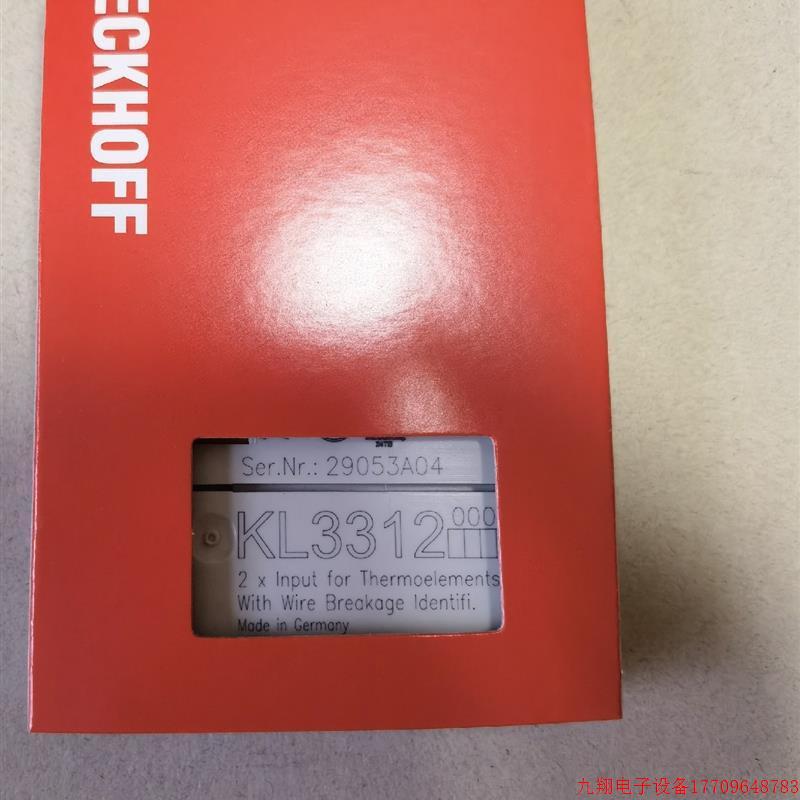 ECKHOFF
Ser.Nr.: 29053A04
KL3312 000
2 x Input for Thermoelements
With Wire Breakage Identifi.
Made in Germany
九翔电子设备17709648783